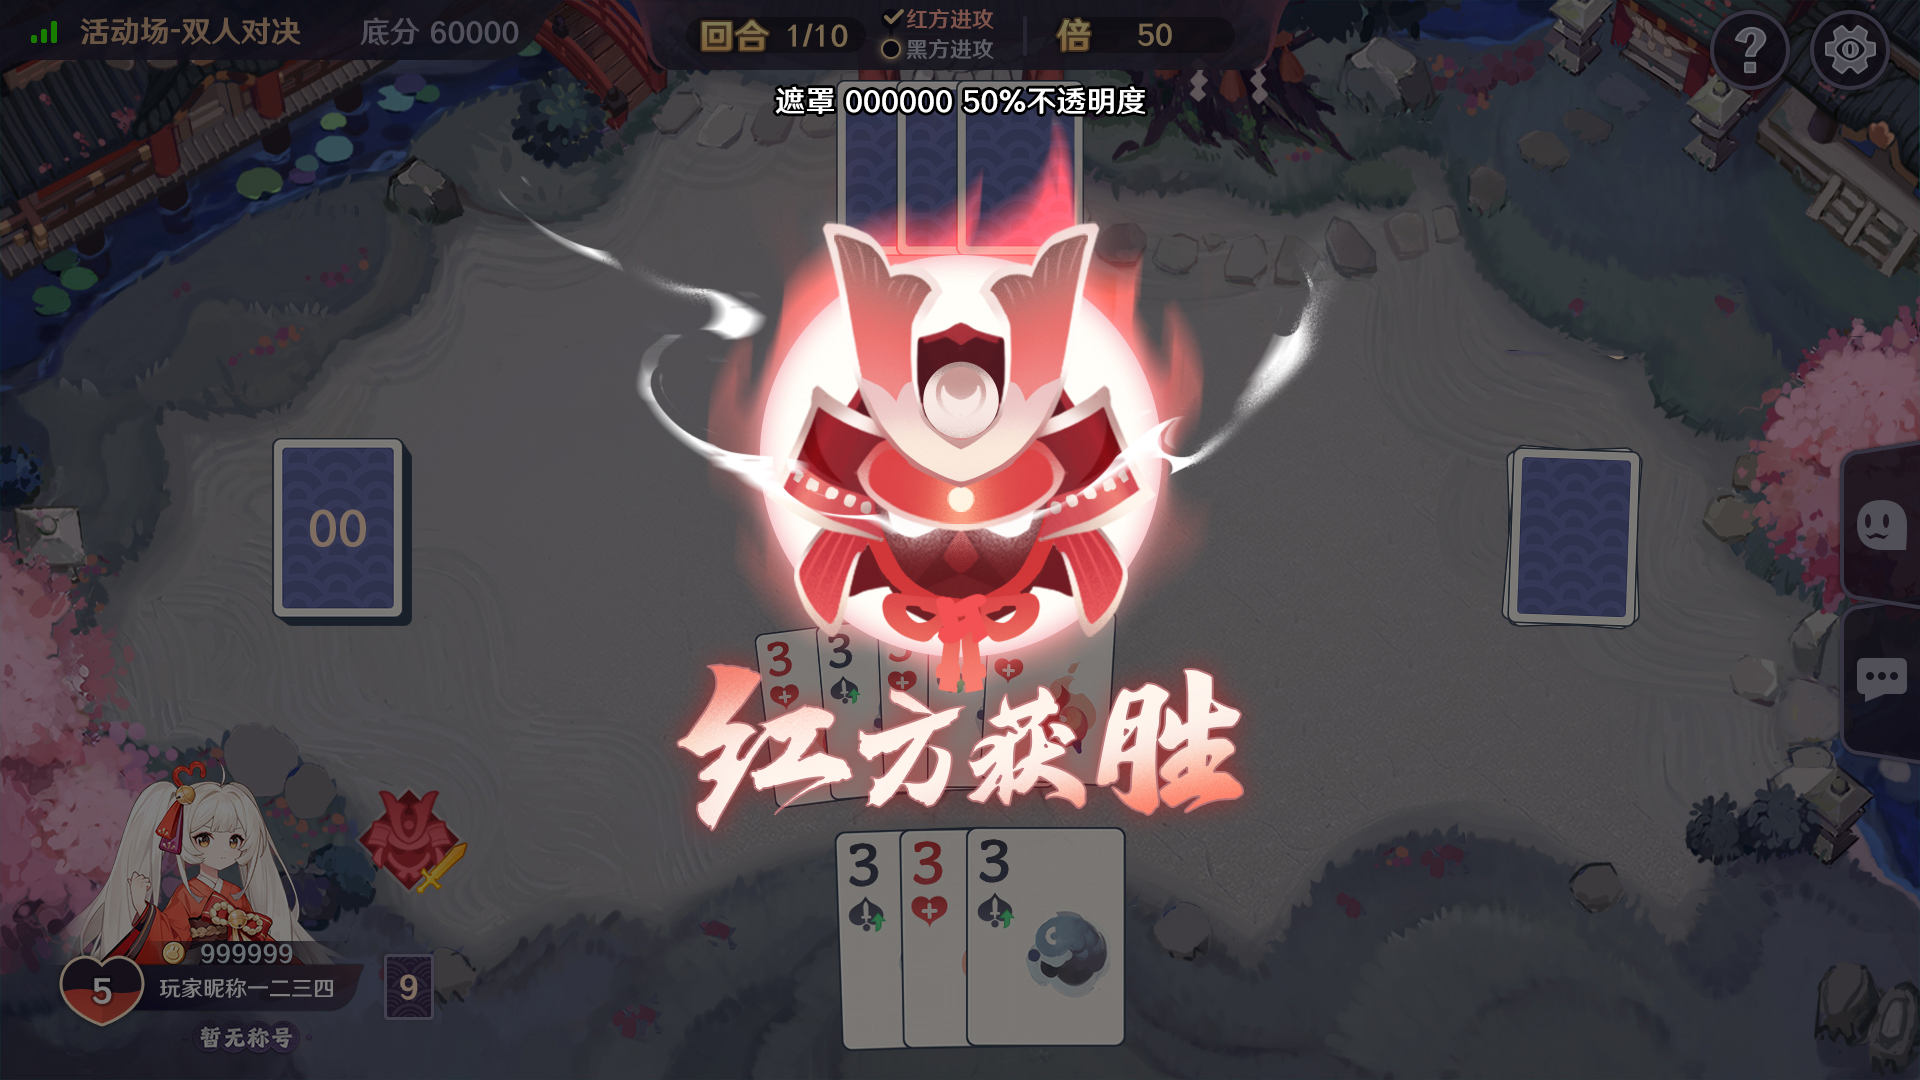 活动场-双人对决
底分 60000
回合 1/10
红方进攻
黑方进攻
倍 50
遮罩 000000 50%不透明度
00
3 3 3
红方获胜
3 3 3
999999
5
玩家昵称一二三四
9
暂无称号